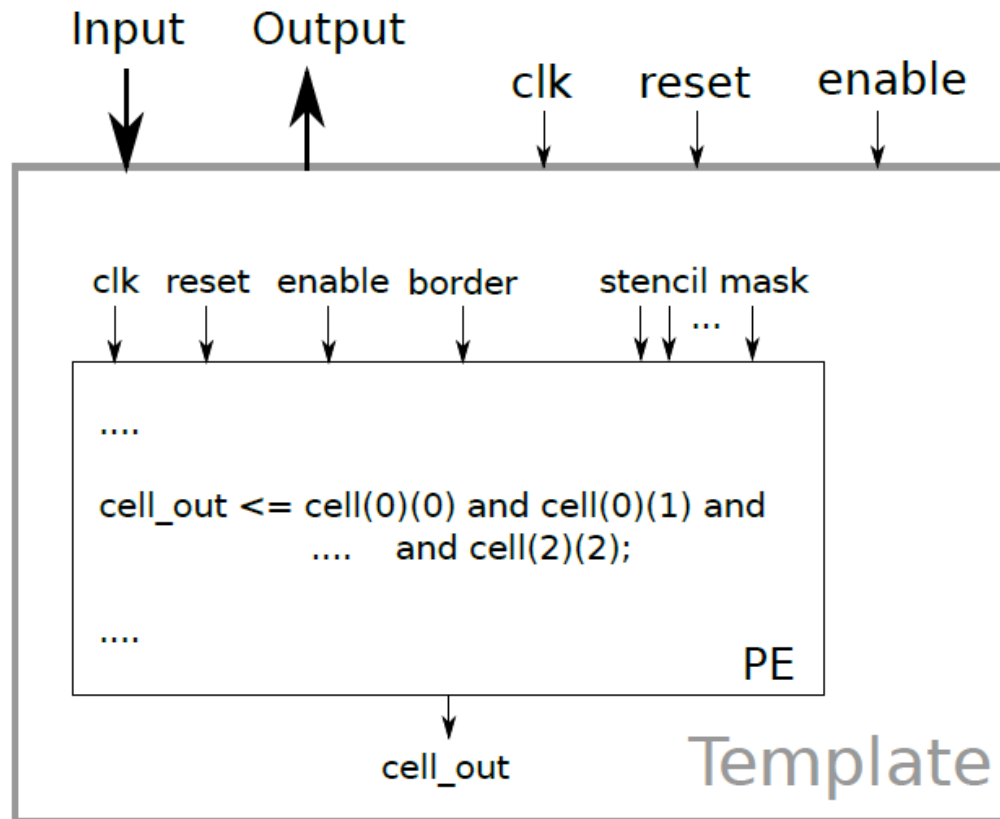 Input Output
clk reset enable
clk reset enable border stencil mask
...
....
cell_out <= cell(0)(0) and cell(0)(1) and
.... and cell(2)(2);
....
PE
cell_out
Template